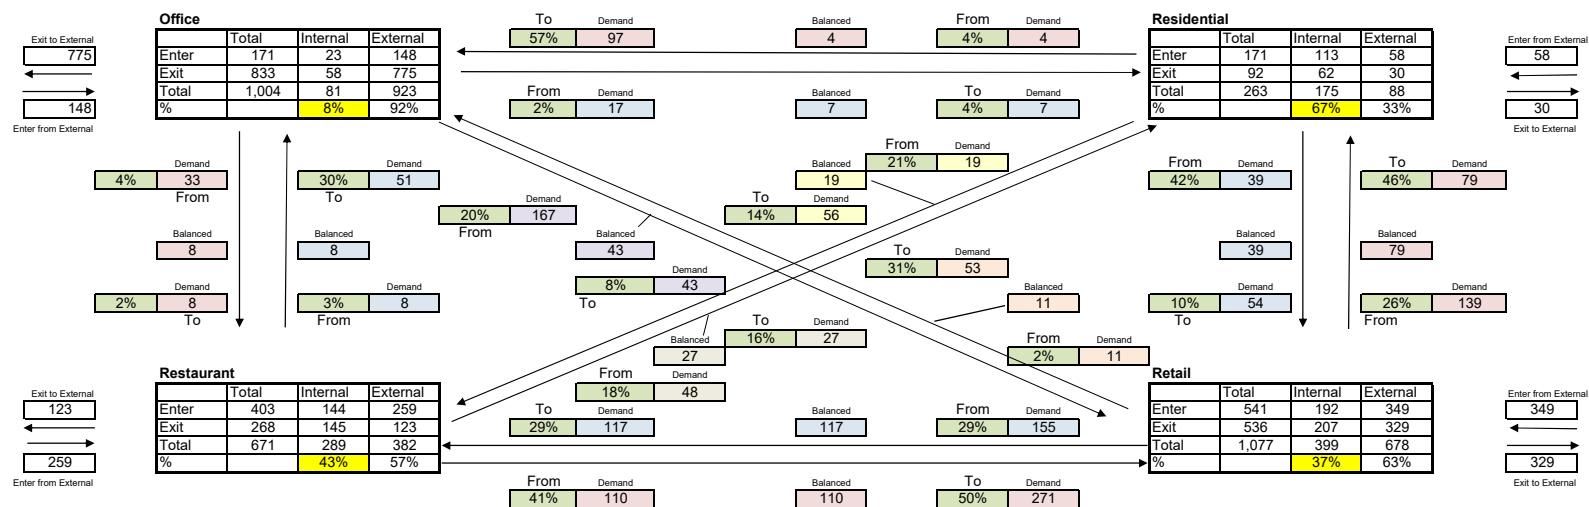 Office To Demand Balanced From Demand Residential
Exit to External Total Internal External 57% 97 4 4% 4 Total Internal External Enter from External
775 Enter 171 23 148 Enter 171 113 58 58
Exit 833 58 775 Exit 92 62 30
Total 1,004 81 923 From Demand Balanced To Demand Total 263 175 88
148 % 8% 92% 2% 17 7 4% 7 % 67% 33% 30
Enter from External Exit to External
From Demand
Demand Demand Balanced 21% 19 From Demand To Demand
4% 33 30% 51 19 42% 39 46% 79
From To Demand To Demand
20% 167 14% 56
From
Balanced Balanced Balanced To Demand Balanced Balanced
8 8 43 31% 53 39 79
Demand
8% 43
Demand Demand To Balanced Demand Demand
2% 8 3% 8 11 10% 54 26% 139
To From To Demand To From
Balanced 16% 27 From Demand
27 2% 11
Restaurant From Demand Retail
Exit to External Total Internal External 18% 48 Total Internal External Enter from External
123 Enter 403 144 259 To Demand Balanced From Demand Enter 541 192 349 349
Exit 268 145 123 29% 117 117 29% 155 Exit 536 207 329
Total 671 289 382 Total 1,077 399 678
259 % 43% 57% % 37% 63% 329
Enter from External From Demand Balanced To Demand Exit to External
41% 110 110 50% 271